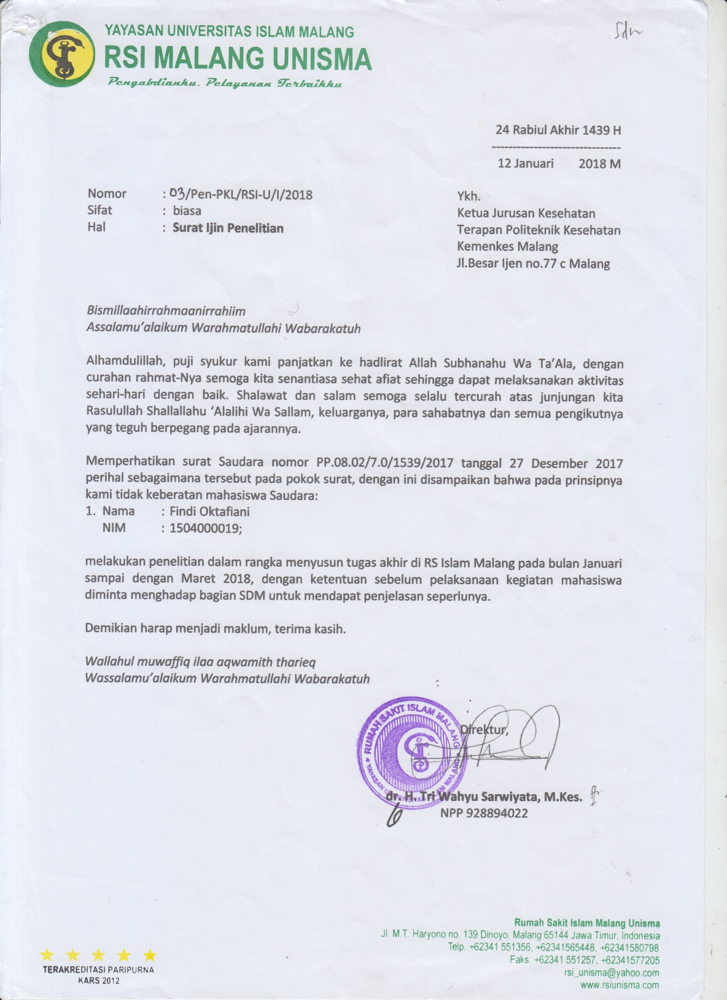 YAYASAN UNIVERSITAS ISLAM MALANG
RSI MALANG UNISMA
Pengabdianku, Pelayanan Terbaikku
Sdm
24 Rabiul Akhir 1439 H
-------------------------------
12 Januari 2018 M
Nomor : 03/Pen-PKL/RSI-U/I/2018
Sifat : biasa
Hal : Surat Ijin Penelitian
Ykh.
Ketua Jurusan Kesehatan
Terapan Politeknik Kesehatan
Kemenkes Malang
Jl.Besar Ijen no.77 c Malang
Bismillaahirrahmaanirrahiim
Assalamu’alaikum Warahmatullahi Wabarakatuh
Alhamdulillah, puji syukur kami panjatkan ke hadlirat Allah Subhanahu Wa Ta’Ala, dengan
curahan rahmat-Nya semoga kita senantiasa sehat afiat sehingga dapat melaksanakan aktivitas
sehari-hari dengan baik. Shalawat dan salam semoga selalu tercurah atas junjungan kita
Rasulullah Shallallahu ‘Alalihi Wa Sallam, keluarganya, para sahabatnya dan semua pengikutnya
yang teguh berpegang pada ajarannya.
Memperhatikan surat Saudara nomor PP.08.02/7.0/1539/2017 tanggal 27 Desember 2017
perihal sebagaimana tersebut pada pokok surat, dengan ini disampaikan bahwa pada prinsipnya
kami tidak keberatan mahasiswa Saudara:
1. Nama : Findi Oktafiani
NIM : 1504000019;
melakukan penelitian dalam rangka menyusun tugas akhir di RS Islam Malang pada bulan Januari
sampai dengan Maret 2018, dengan ketentuan sebelum pelaksanaan kegiatan mahasiswa
diminta menghadap bagian SDM untuk mendapat penjelasan seperlunya.
Demikian harap menjadi maklum, terima kasih.
Wallahul muwaffiq ilaa aqwamith tharieq
Wassalamu’alaikum Warahmatullahi Wabarakatuh
RUMAH SAKIT ISLAM MALANG
YAYASAN UNIVERSITAS ISLAM MALANG
Direktur,
dr. H. Tri Wahyu Sarwiyata, M.Kes.
NPP 928894022
Rumah Sakit Islam Malang Unisma
Jl. M.T. Haryono no. 139 Dinoyo, Malang 65144 Jawa Timur, Indonesia
Telp. +62341 551356, +62341565448, +62341580798
Faks. +62341 551257, +62341577205
rsi_unisma@yahoo.com
www.rsiunisma.com
TERAKREDITASI PARIPURNA
KARS 2012